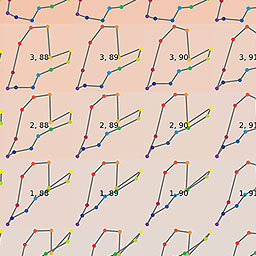 3, 88 3, 89 3, 90 3, 91
2, 88 2, 89 2, 90 2, 91
1, 88 1, 89 1, 90 1, 91